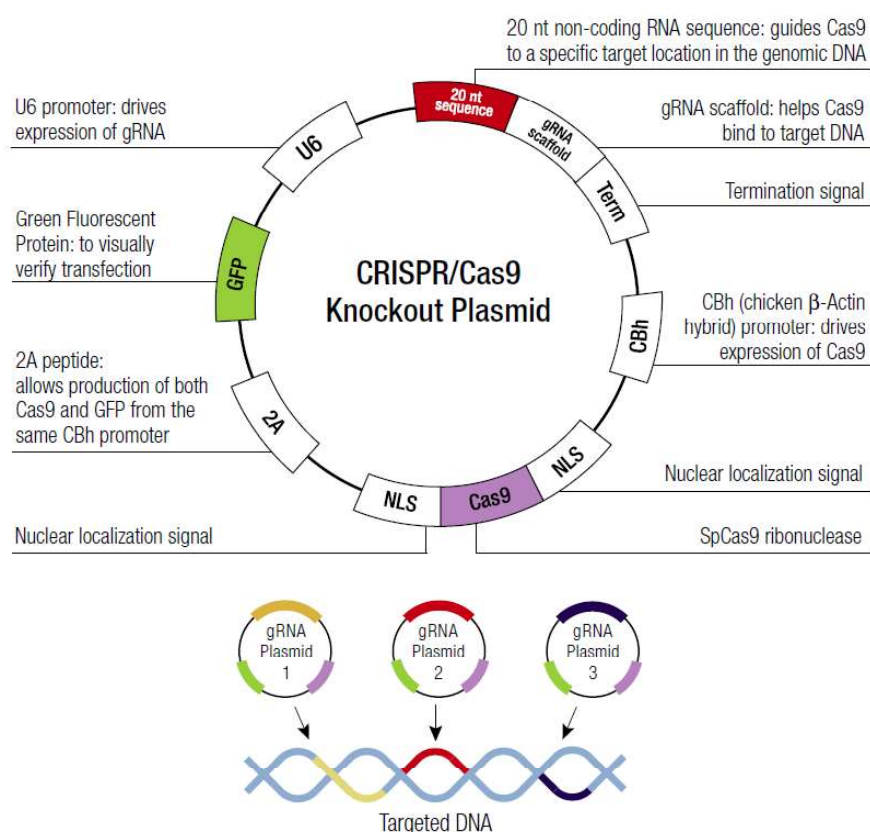 20 nt non-coding RNA sequence: guides Cas9
to a specific target location in the genomic DNA
U6 promoter: drives
expression of gRNA
gRNA scaffold: helps Cas9
bind to target DNA
Termination signal
Green Fluorescent
Protein: to visually
verify transfection
CBh (chicken β-Actin
hybrid) promoter: drives
expression of Cas9
2A peptide:
allows production of both
Cas9 and GFP from the
same CBh promoter
Nuclear localization signal
Nuclear localization signal
SpCas9 ribonuclease
CRISPR/Cas9
Knockout Plasmid
20 nt
sequence
gRNA
scaffold
Term
CBh
NLS
Cas9
NLS
2A
GFP
U6
gRNA
Plasmid
1
gRNA
Plasmid
2
gRNA
Plasmid
3
Targeted DNA